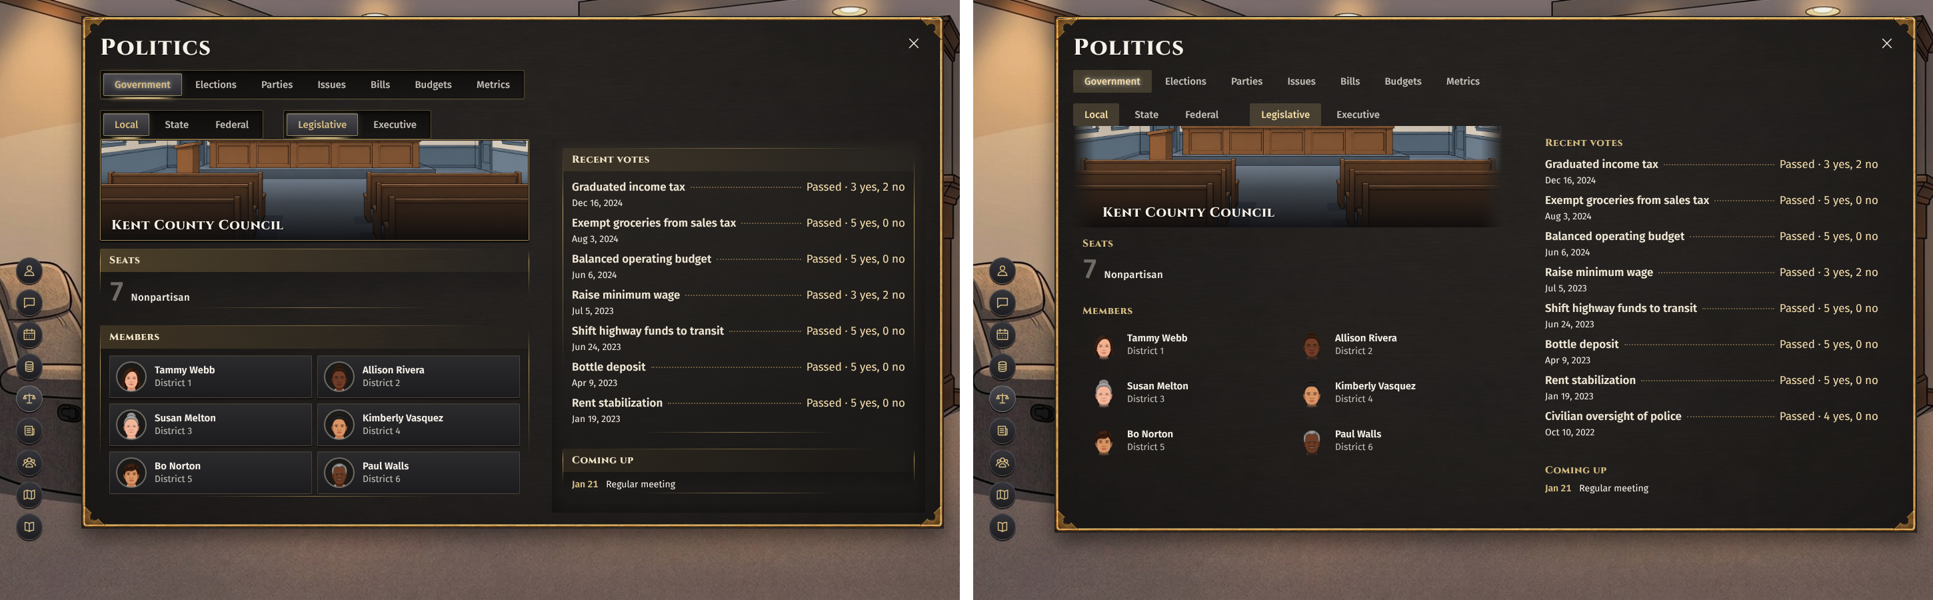 Politics
Government Elections Parties Issues Bills Budgets Metrics
Local State Federal Legislative Executive
Kent County Council
Seats
7 Nonpartisan
Members
Tammy Webb
District 1
Allison Rivera
District 2
Susan Melton
District 3
Kimberly Vasquez
District 4
Bo Norton
District 5
Paul Walls
District 6
Recent votes
Graduated income tax Passed · 3 yes, 2 no
Dec 16, 2024
Exempt groceries from sales tax Passed · 5 yes, 0 no
Aug 3, 2024
Balanced operating budget Passed · 5 yes, 0 no
Jun 6, 2024
Raise minimum wage Passed · 3 yes, 2 no
Jul 5, 2023
Shift highway funds to transit Passed · 5 yes, 0 no
Jun 24, 2023
Bottle deposit Passed · 5 yes, 0 no
Apr 9, 2023
Rent stabilization Passed · 5 yes, 0 no
Jan 19, 2023
Coming up
Jan 21 Regular meeting
Politics
Government Elections Parties Issues Bills Budgets Metrics
Local State Federal Legislative Executive
Kent County Council
Seats
7 Nonpartisan
Members
Tammy Webb
District 1
Allison Rivera
District 2
Susan Melton
District 3
Kimberly Vasquez
District 4
Bo Norton
District 5
Paul Walls
District 6
Recent votes
Graduated income tax Passed · 3 yes, 2 no
Dec 16, 2024
Exempt groceries from sales tax Passed · 5 yes, 0 no
Aug 3, 2024
Balanced operating budget Passed · 5 yes, 0 no
Jun 6, 2024
Raise minimum wage Passed · 3 yes, 2 no
Jul 5, 2023
Shift highway funds to transit Passed · 5 yes, 0 no
Jun 24, 2023
Bottle deposit Passed · 5 yes, 0 no
Apr 9, 2023
Rent stabilization Passed · 5 yes, 0 no
Jan 19, 2023
Civilian oversight of police Passed · 4 yes, 0 no
Oct 10, 2022
Coming up
Jan 21 Regular meeting